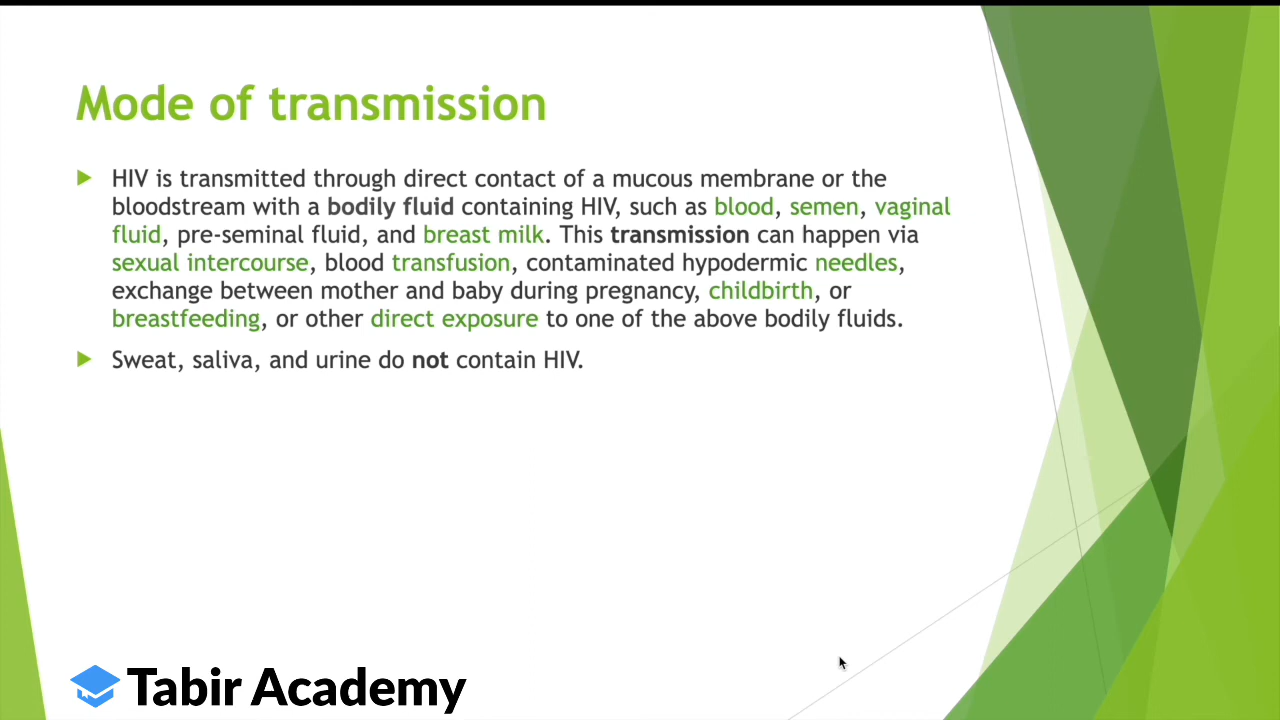 Mode of transmission
HIV is transmitted through direct contact of a mucous membrane or the
bloodstream with a bodily fluid containing HIV, such as blood, semen, vaginal
fluid, pre-seminal fluid, and breast milk. This transmission can happen via
sexual intercourse, blood transfusion, contaminated hypodermic needles,
exchange between mother and baby during pregnancy, childbirth, or
breastfeeding, or other direct exposure to one of the above bodily fluids.
Sweat, saliva, and urine do not contain HIV.
Tabir Academy